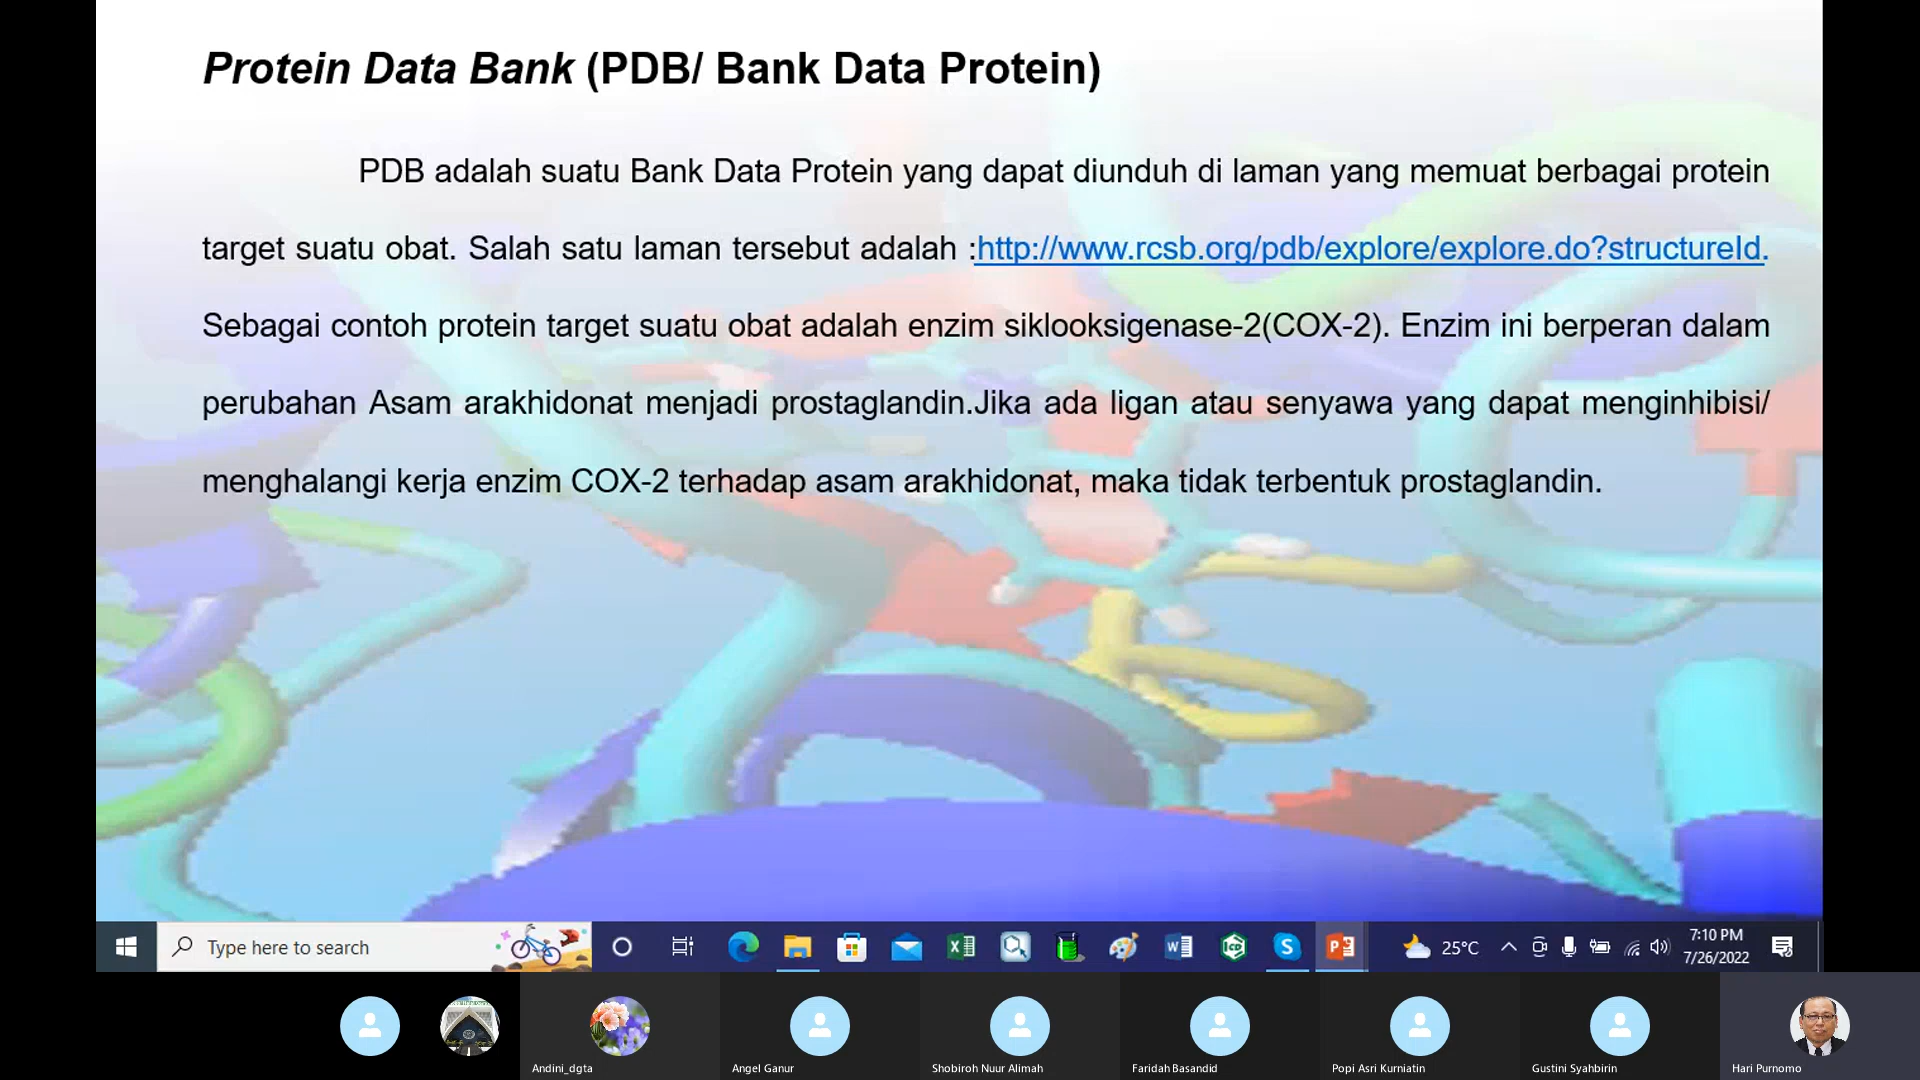 Protein Data Bank (PDB/ Bank Data Protein)
PDB adalah suatu Bank Data Protein yang dapat diunduh di laman yang memuat berbagai protein
target suatu obat. Salah satu laman tersebut adalah :http://www.rcsb.org/pdb/explore/explore.do?structureId.
Sebagai contoh protein target suatu obat adalah enzim siklooksigenase-2(COX-2). Enzim ini berperan dalam
perubahan Asam arakhidonat menjadi prostaglandin.Jika ada ligan atau senyawa yang dapat menginhibisi/
menghalangi kerja enzim COX-2 terhadap asam arakhidonat, maka tidak terbentuk prostaglandin.
Type here to search
25°C
7:10 PM
7/26/2022
Andini_dgta
Angel Ganur
Shobiroh Nuur Alimah
Faridah Basandid
Popi Asri Kurniatin
Gustini Syahbirin
Hari Purnomo